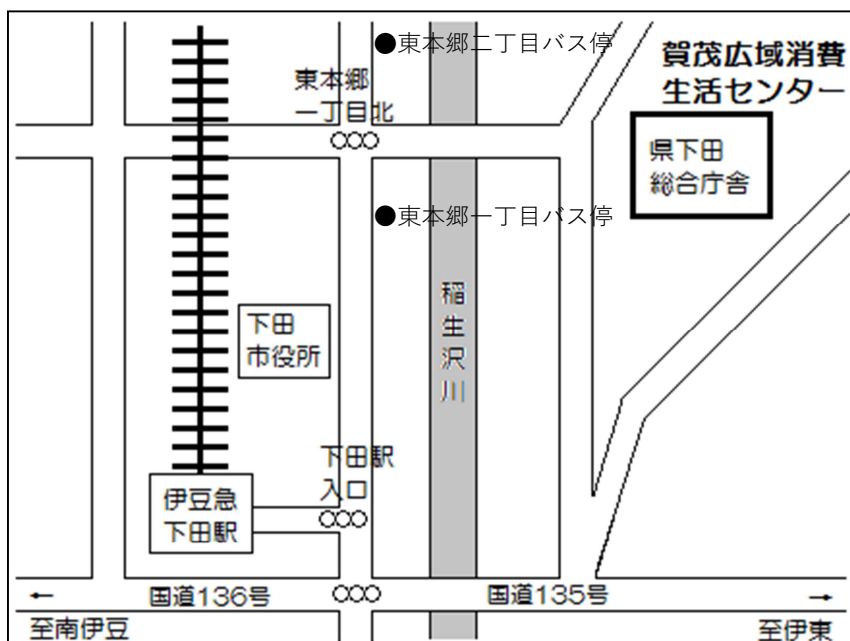 ●東本郷二丁目バス停
賀茂広域消費
生活センター
東本郷
一丁目北
県下田
総合庁舎
●東本郷一丁目バス停
稲生沢川
下田
市役所
下田駅
入口
伊豆急
下田駅
←
国道136号
国道135号
→
至南伊豆
至伊東